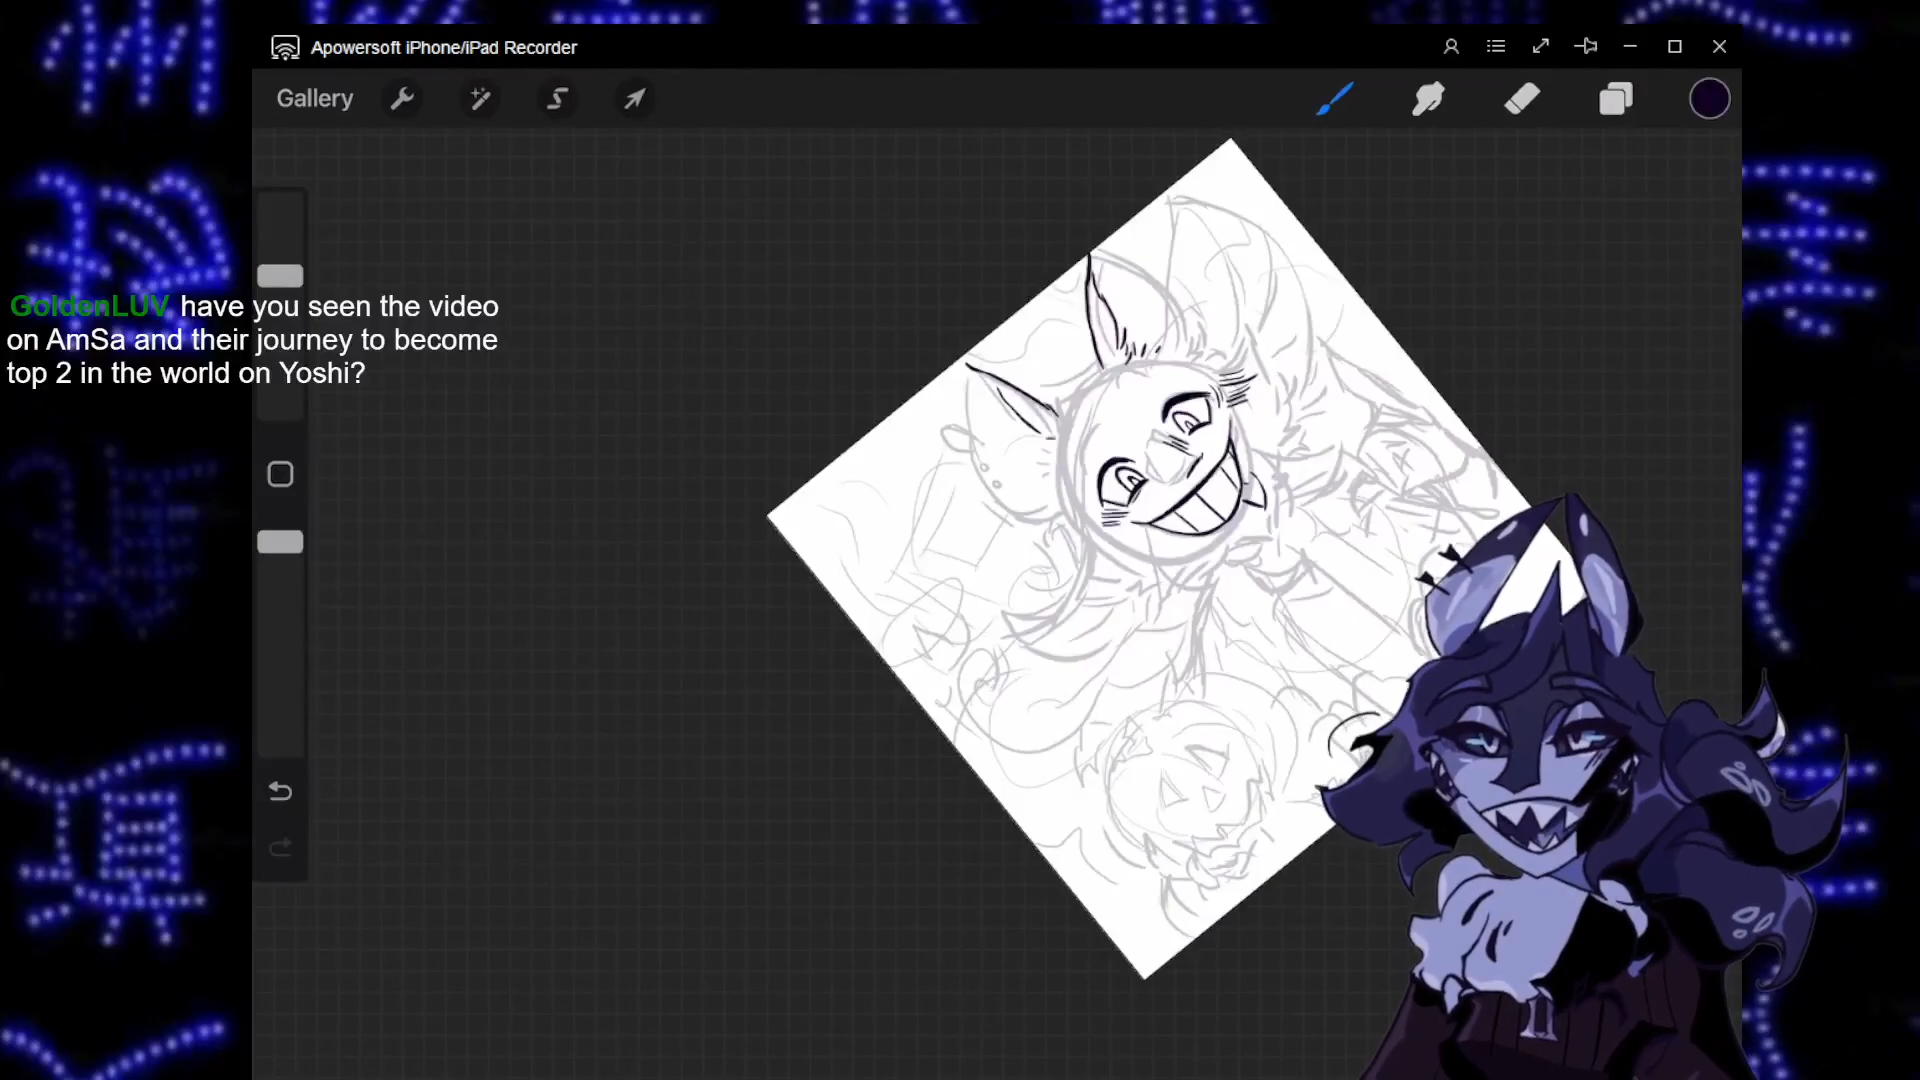 Apowersoft iPhone/iPad Recorder
Gallery
GoldenLUV have you seen the video
on AmSa and their journey to become
top 2 in the world on Yoshi?